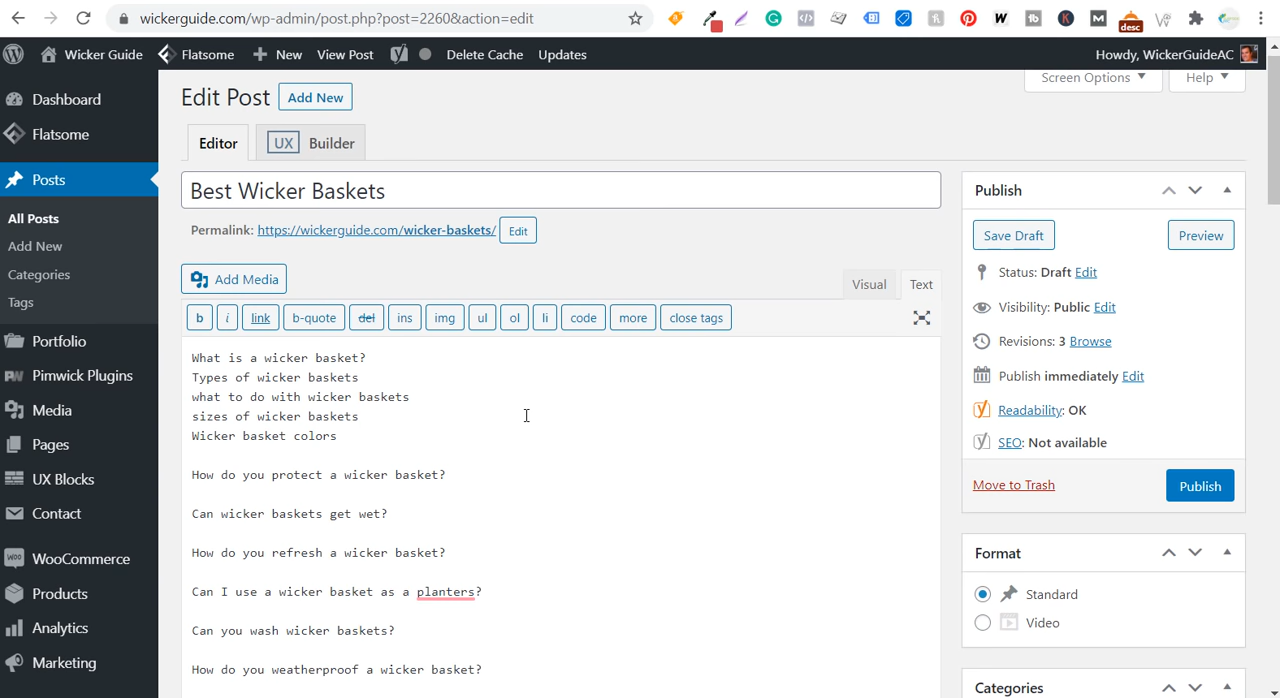 wickerguide.com/wp-admin/post.php?post=2260&action=edit
desc
Wicker Guide
Flatsome
New
View Post
Delete Cache
Updates
Howdy, WickerGuideAC
Dashboard
Flatsome
Posts
All Posts
Add New
Categories
Tags
Portfolio
PW Pimwick Plugins
Media
Pages
UX Blocks
Contact
Woo WooCommerce
Products
Analytics
Marketing
Screen Options
Help
Edit Post
Add New
Editor
UX Builder
Best Wicker Baskets
Permalink: https://wickerguide.com/wicker-baskets/ Edit
Add Media
Visual
Text
b
i
link
b-quote
del
ins
img
ul
ol
li
code
more
close tags
What is a wicker basket?
Types of wicker baskets
what to do with wicker baskets
sizes of wicker baskets
Wicker basket colors
How do you protect a wicker basket?
Can wicker baskets get wet?
How do you refresh a wicker basket?
Can I use a wicker basket as a planters?
Can you wash wicker baskets?
How do you weatherproof a wicker basket?
Publish
Save Draft
Preview
Status: Draft Edit
Visibility: Public Edit
Revisions: 3 Browse
Publish immediately Edit
Readability: OK
SEO: Not available
Move to Trash
Publish
Format
Standard
Video
Categories